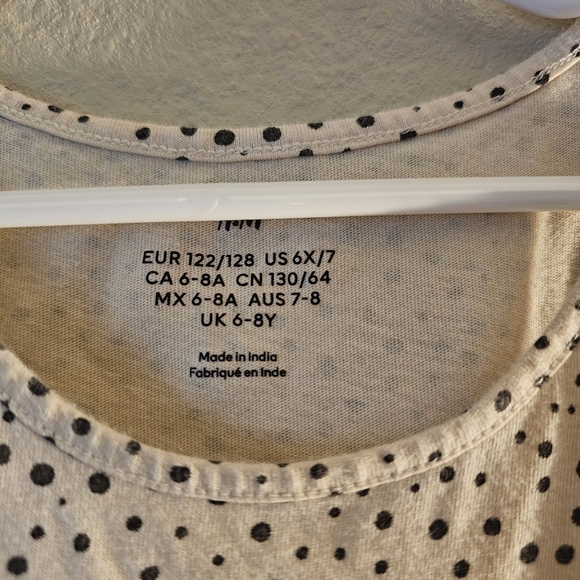 EUR 122/128 US 6X/7
CA 6-8A CN 130/64
MX 6-8A AUS 7-8
UK 6-8Y
Made in India
Fabriqué en Inde